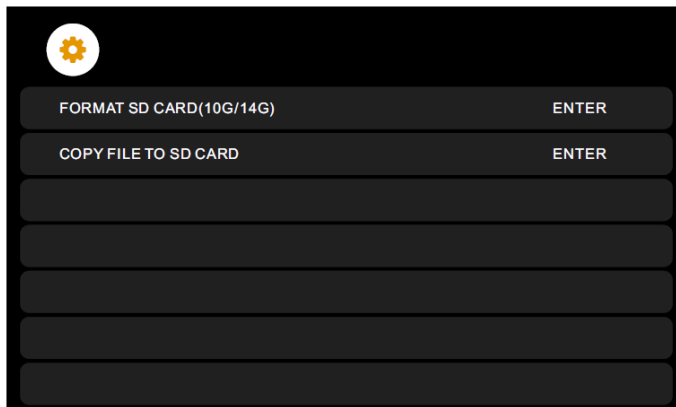 FORMAT SD CARD(10G/14G) ENTER
COPY FILE TO SD CARD ENTER